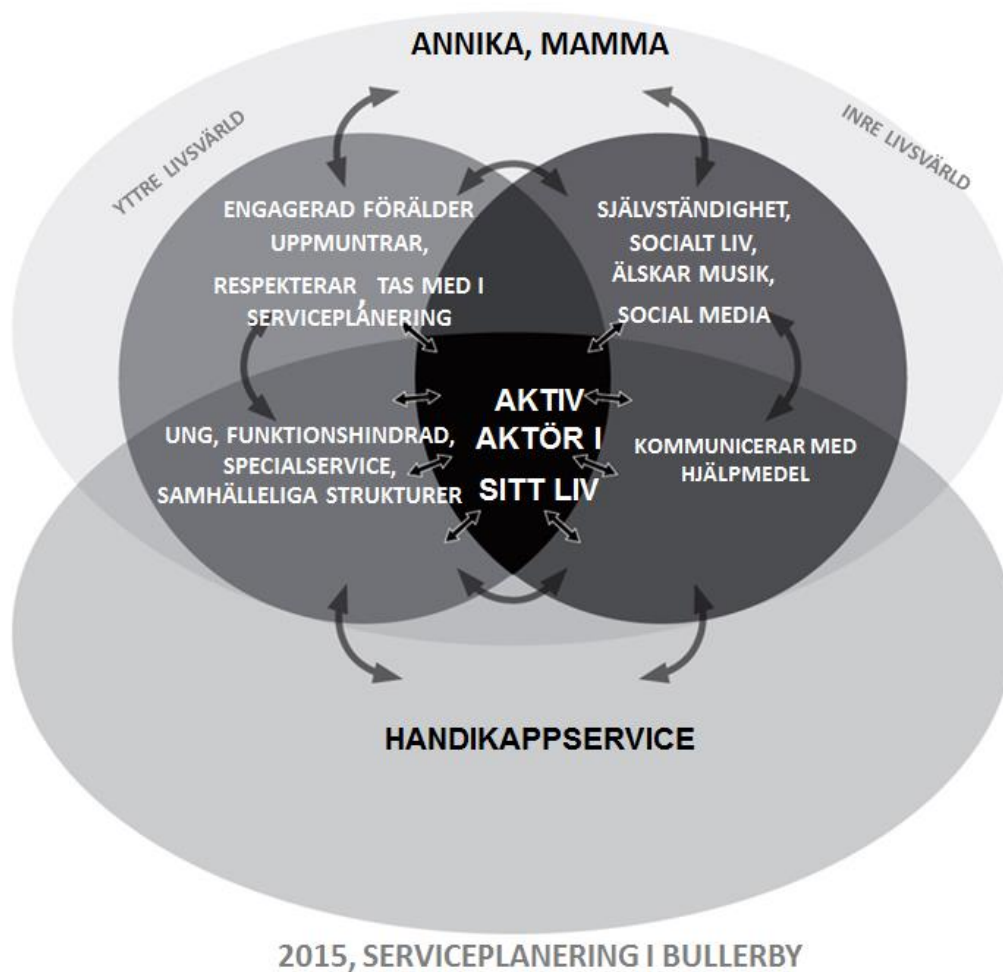 ANNIKA, MAMMA
YTTRE LIVSVÄRLD
INRE LIVSVÄRLD
ENGAGERAD FÖRÄLDER
UPPMUNTRAR,
RESPEKTERAR, TAS MED I
SERVICEPLANERING
SJÄLVSTÄNDIGHET,
SOCIALT LIV,
ÄLSKAR MUSIK,
SOCIAL MEDIA
AKTIV
AKTÖR I
SITT LIV
UNG, FUNKTIONSHINDRAD,
SPECIALSERVICE,
SAMHÄLLELIGA STRUKTURER
KOMMUNICERAR MED
HJÄLPMEDEL
HANDIKAPPSERVICE
2015, SERVICEPLANERING I BULLERBY